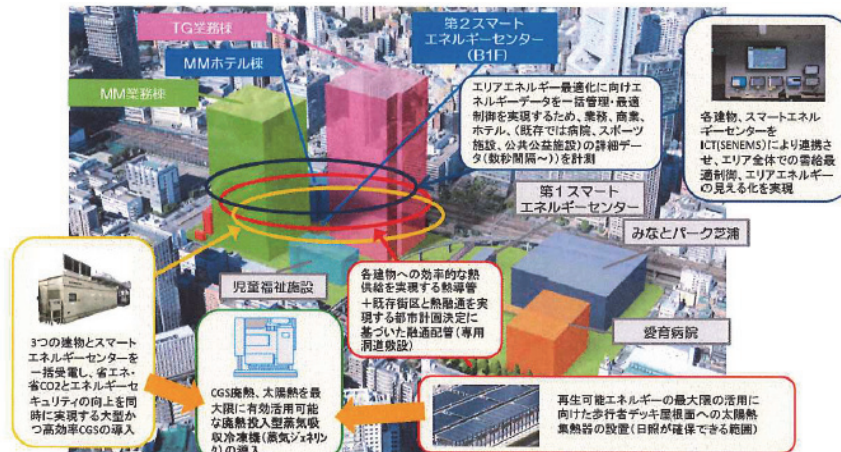 TG業務棟
MMホテル棟
MM業務棟
第2スマート
エネルギーセンター
(B1F)
エリアエネルギー最適化に向けエ
ネルギーデータを一括管理・最適
制御を実現するため、業務、商業、
ホテル、(既存では病院、スポーツ
施設、公共公益施設)の詳細デー
タ(数秒間隔~))を計測
各建物、スマートエネル
ギーセンターを
ICT(SENEMS)により連携さ
せ、エリア全体での需給最
適制御、エリアエネルギー
の見える化を実現
第1スマート
エネルギーセンター
みなとパーク芝浦
児童福祉施設
愛育病院
各建物への効率的な熱
供給を実現する熱導管
+既存街区と熱融通を実
現する都市計画決定に
基づいた融通配管(専用
洞道敷設)
3つの建物とスマート
エネルギーセンターを
一括受電し、省エネ・
省CO2とエネルギーセ
キュリティの向上を同
時に実現する大型か
つ高効率CGSの導入
CGS廃熱、太陽熱を最
大限に有効活用可能
な廃熱投入型蒸気吸
収冷凍機(蒸気ジェネリン
ク)の導入
再生可能エネルギーの最大限の活用に
向けた歩行者デッキ屋根面への太陽熱
集熱器の設置(日照が確保できる範囲)